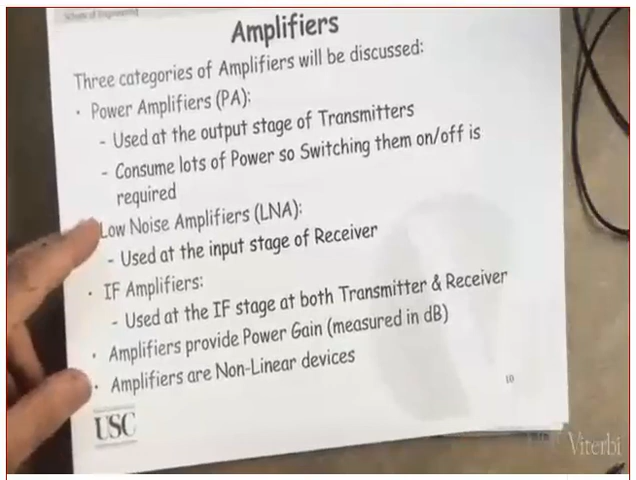 School of Engineering
Amplifiers
Three categories of Amplifiers will be discussed:
· Power Amplifiers (PA):
- Used at the output stage of Transmitters
- Consume lots of Power so Switching them on/off is
required
Low Noise Amplifiers (LNA):
- Used at the input stage of Receiver
· IF Amplifiers:
- Used at the IF stage at both Transmitter & Receiver
· Amplifiers provide Power Gain (measured in dB)
· Amplifiers are Non-Linear devices
10
USC
Viterbi